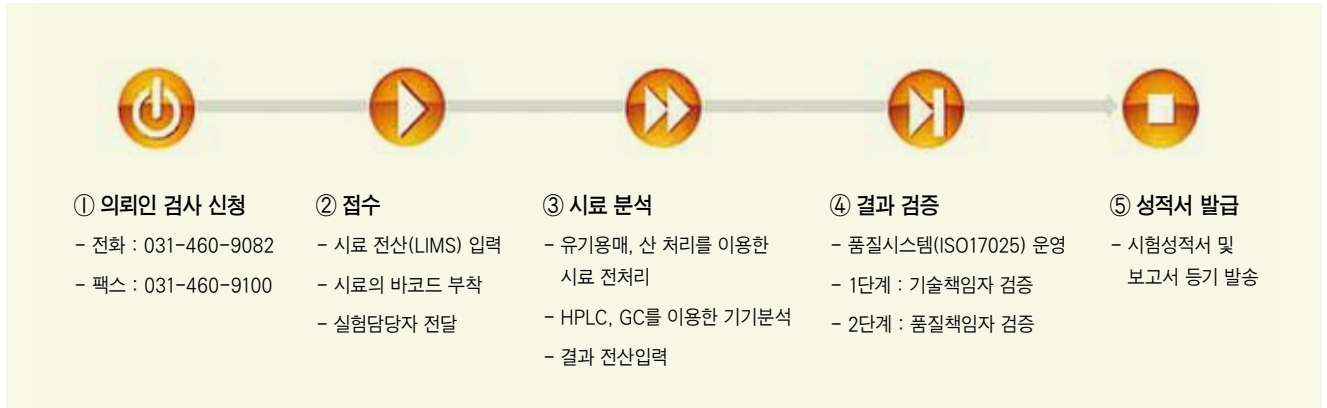 ① 의뢰인 검사 신청
- 전화 : 031-460-9082
- 팩스 : 031-460-9100
② 접수
- 시료 전산(LIMS) 입력
- 시료의 바코드 부착
- 실험담당자 전달
③ 시료 분석
- 유기용매, 산 처리를 이용한
시료 전처리
- HPLC, GC를 이용한 기기분석
- 결과 전산입력
④ 결과 검증
- 품질시스템(ISO17025) 운영
- 1단계 : 기술책임자 검증
- 2단계 : 품질책임자 검증
⑤ 성적서 발급
- 시험성적서 및
보고서 등기 발송